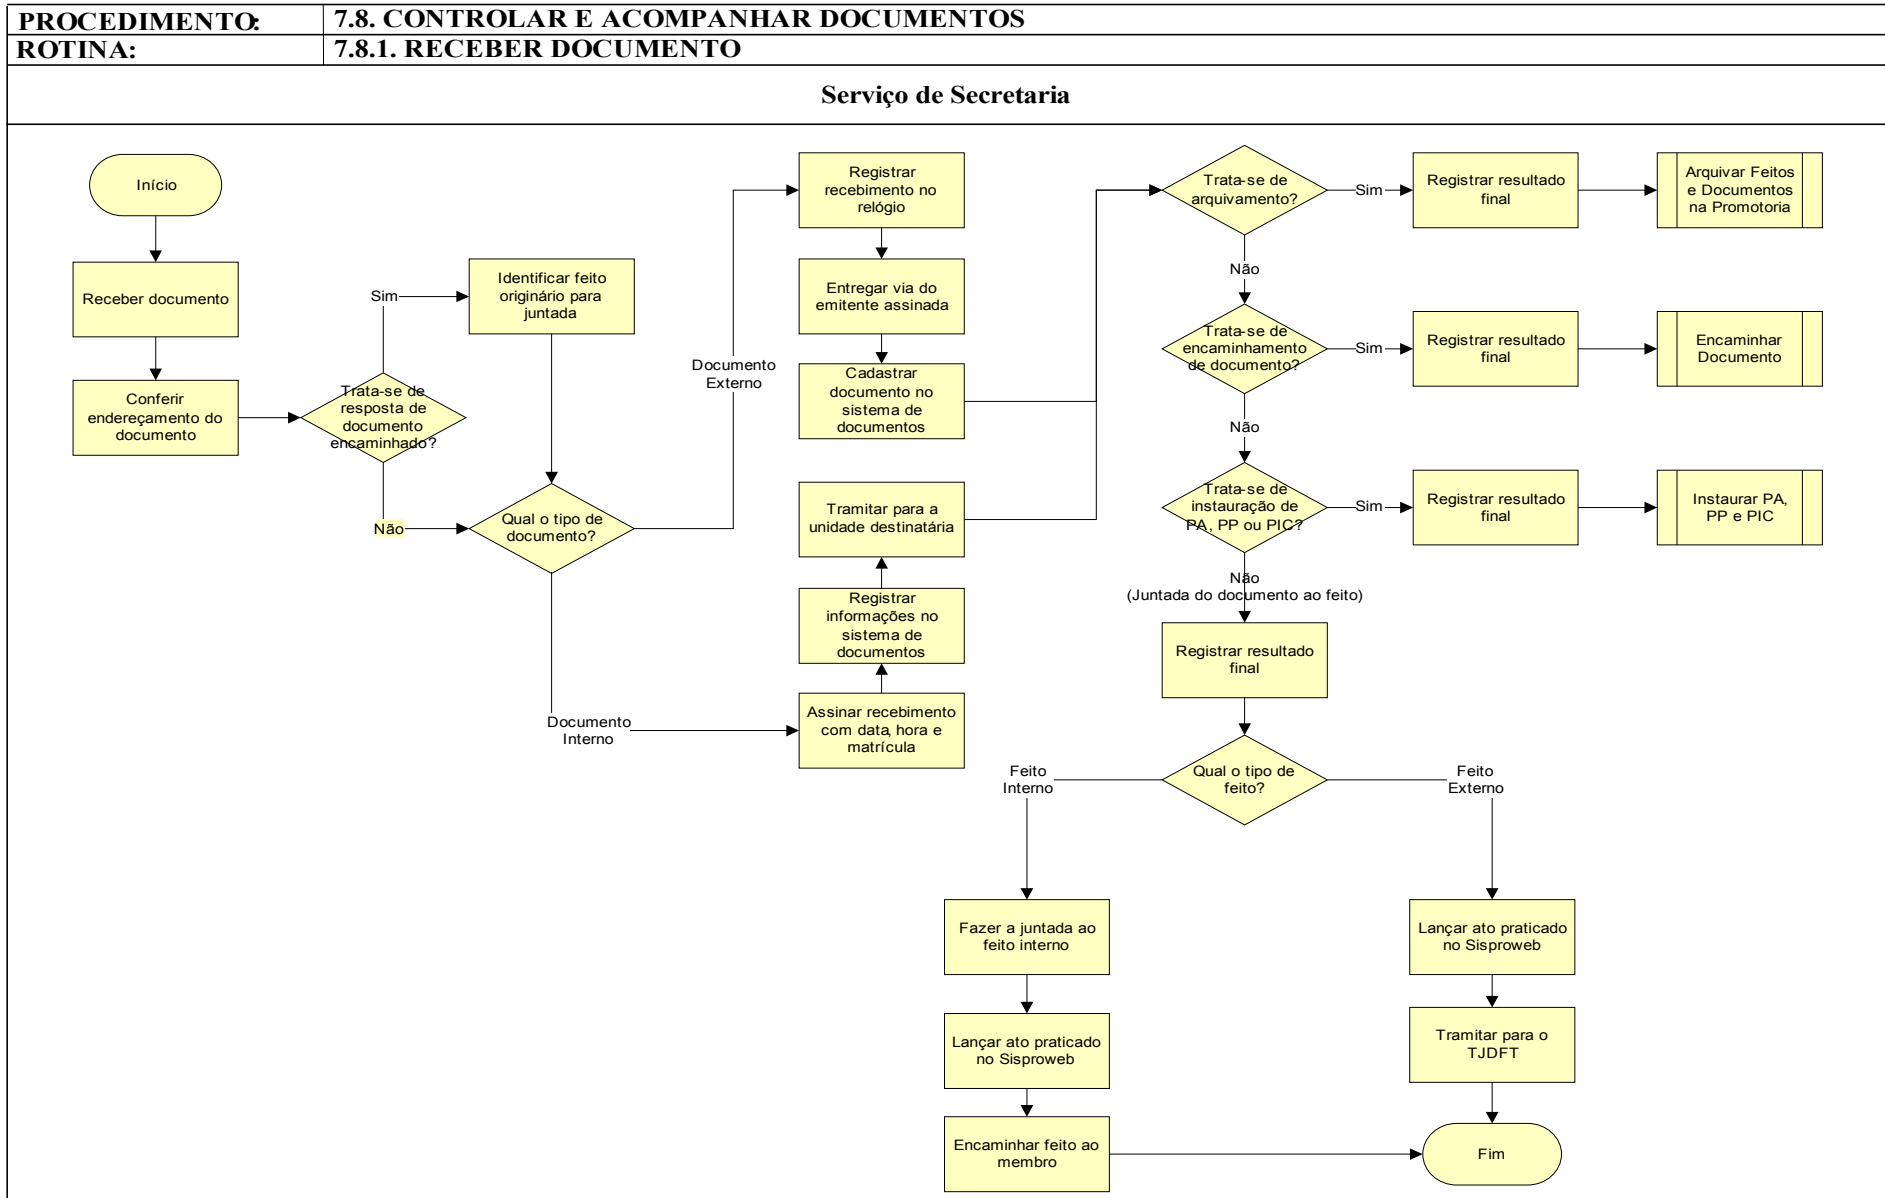 PROCEDIMENTO:
7.8. CONTROLAR E ACOMPANHAR DOCUMENTOS
ROTINA:
7.8.1. RECEBER DOCUMENTO
Serviço de Secretaria
Início
Receber documento
Conferir
endereçamento do
documento
Trata-se de
resposta de
documento
encaminhado?
Sim
Identificar feito
originário para
juntada
Não
Qual o tipo de
documento?
Documento
Externo
Registrar
recebimento no
relógio
Entregar via do
emitente assinada
Cadastrar
documento no
sistema de
documentos
Documento
Interno
Assinar recebimento
com data, hora e
matrícula
Registrar
informações no
sistema de
documentos
Tramitar para a
unidade destinatária
Trata-se de
arquivamento?
Sim
Registrar resultado
final
Arquivar Feitos
e Documentos
na Promotoria
Não
Trata-se de
encaminhamento
de documento?
Sim
Registrar resultado
final
Encaminhar
Documento
Não
Trata-se de
instauração de
PA, PP ou PIC?
Sim
Registrar resultado
final
Instaurar PA,
PP e PIC
Não
(Juntada do documento ao feito)
Registrar resultado
final
Qual o tipo de
feito?
Feito
Interno
Fazer a juntada ao
feito interno
Lançar ato praticado
no Sisproweb
Encaminhar feito ao
membro
Feito
Externo
Lançar ato praticado
no Sisproweb
Tramitar para o
TJDFT
Fim